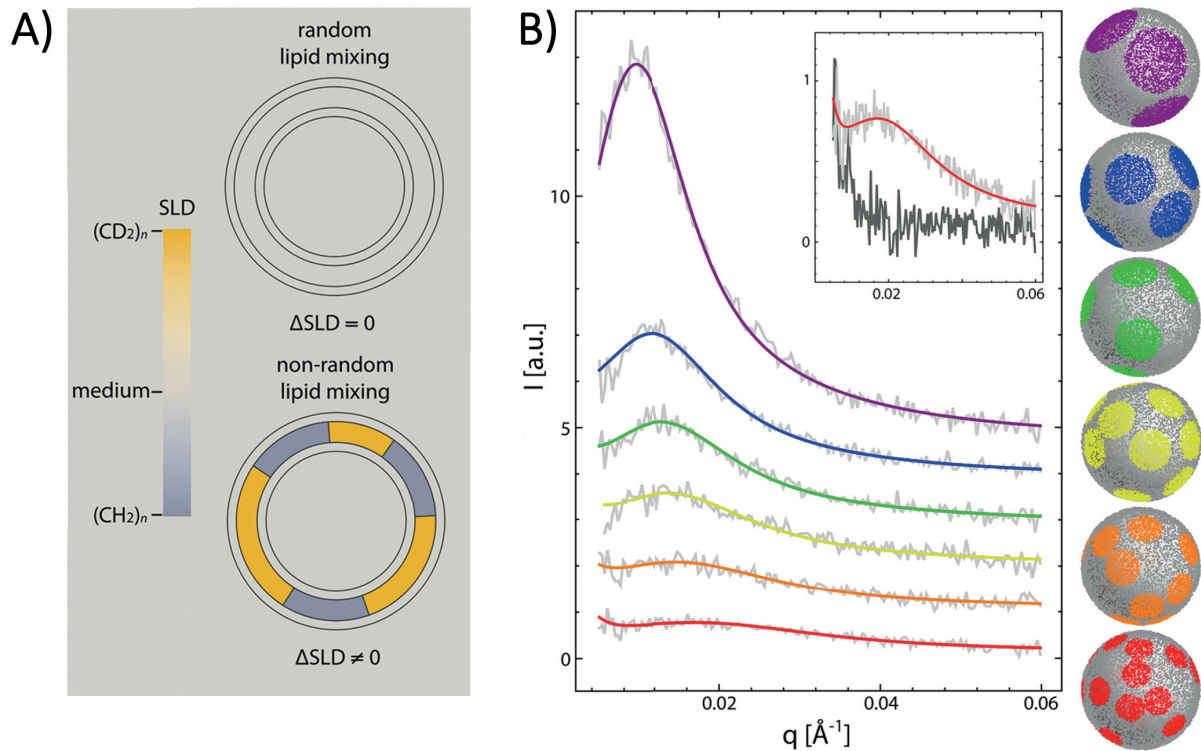 A)
random
lipid mixing
SLD
(CD2)n
ΔSLD = 0
non-random
lipid mixing
medium
(CH2)n
ΔSLD ≠ 0
B)
I [a.u.]
10
5
0
0.02
0.04
0.06
q [Å-1]
1
0
0.02
0.06